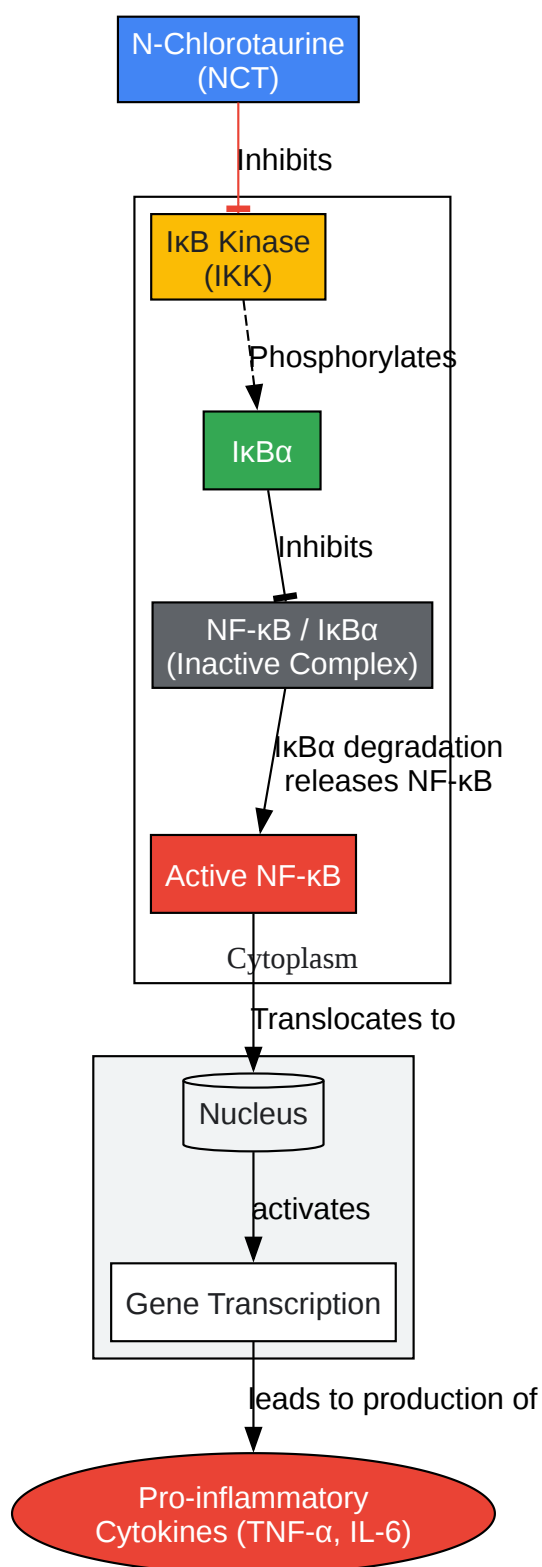 N-Chlorotaurine
(NCT)
Inhibits
IκB Kinase
(IKK)
Phosphorylates
IκBα
Inhibits
NF-κB / IκBα
(Inactive Complex)
IκBα degradation
releases NF-κB
Active NF-κB
Cytoplasm
Translocates to
Nucleus
activates
Gene Transcription
leads to production of
Pro-inflammatory
Cytokines (TNF-α, IL-6)